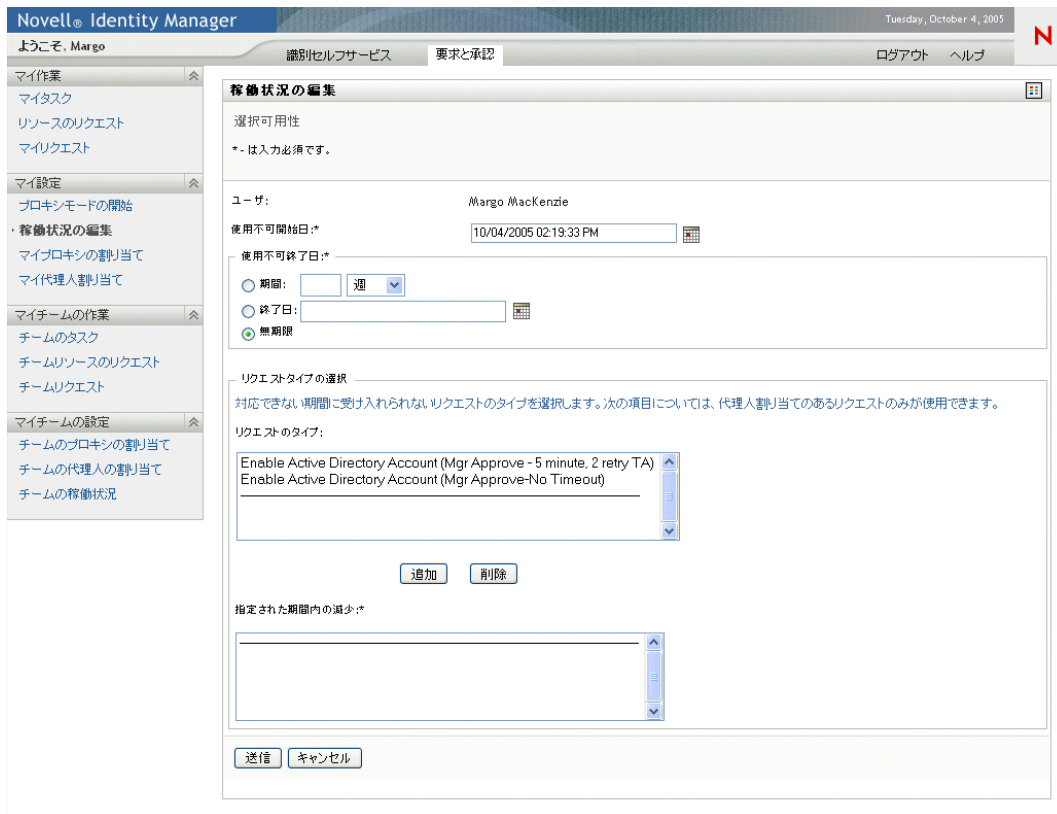 Novell® Identity Manager
Tuesday, October 4, 2005
N
ようこそ, Margo
識別セルフサービス
要求と承認
ログアウト
ヘルプ
マイ作業
マイタスク
リソースのリクエスト
マイリクエスト
マイ設定
プロキシモードの開始
稼働状況の編集
マイプロキシの割り当て
マイ代理人割り当て
マイチームの作業
チームのタスク
チームリソースのリクエスト
チームリクエスト
マイチームの設定
チームのプロキシの割り当て
チームの代理人の割り当て
チームの稼働状況
稼働状況の編集
選択可用性
*- は入力必須です。
ユーザ: Margo MacKenzie
使用不可開始日:* 10/04/2005 02:19:33 PM
使用不可終了日:*
期間: 週
終了日:
無期限
リクエストタイプの選択
対応できない期間に受け入れられないリクエストのタイプを選択します。次の項目については、代理人割り当てのあるリクエストのみが使用できます。
リクエストのタイプ:
Enable Active Directory Account (Mgr Approve - 5 minute, 2 retry TA)
Enable Active Directory Account (Mgr Approve-No Timeout)
追加 削除
指定された期間内の減少:*
送信 キャンセル